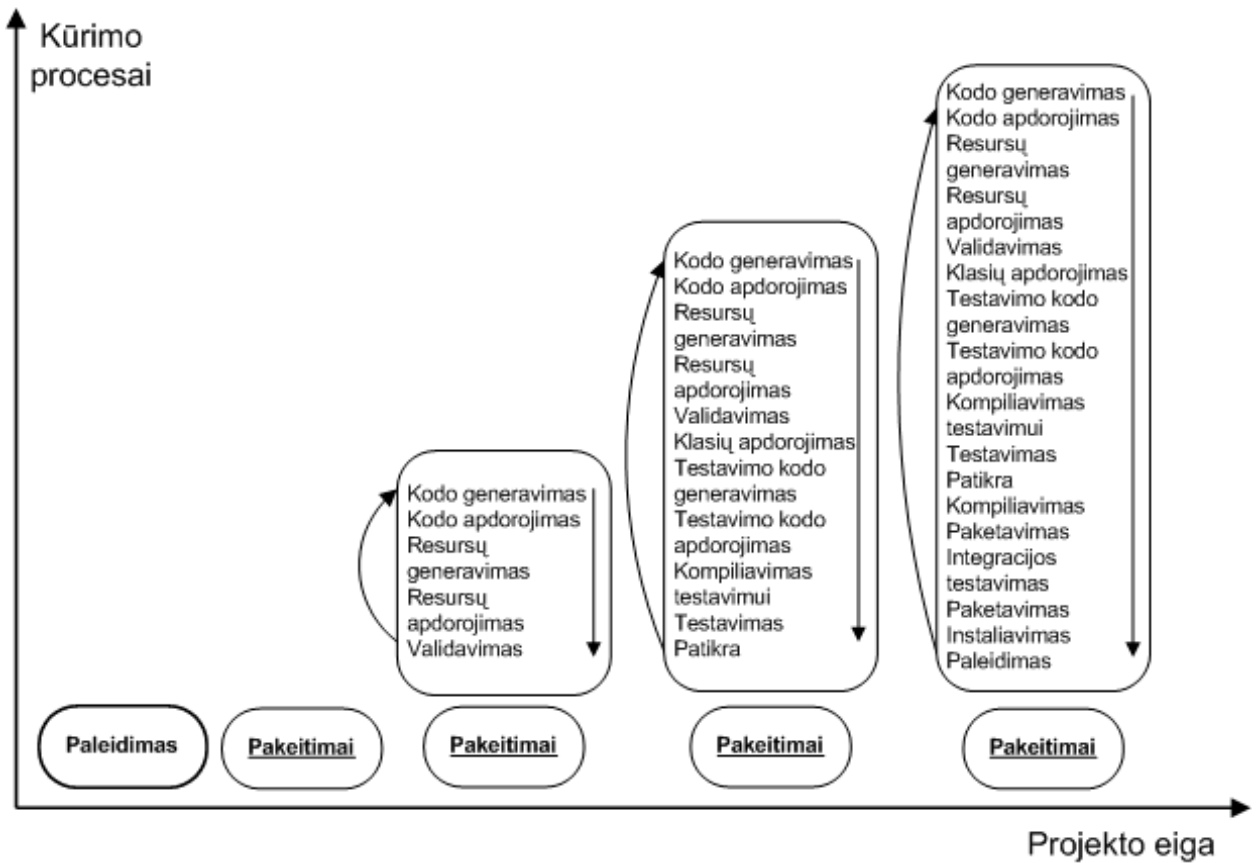 Kūrimo
procesai
Kodo generavimas
Kodo apdorojimas
Resursų
generavimas
Resursų
apdorojimas
Validavimas
Kodo generavimas
Kodo apdorojimas
Resursų
generavimas
Resursų
apdorojimas
Validavimas
Klasių apdorojimas
Testavimo kodo
generavimas
Testavimo kodo
apdorojimas
Kompiliavimas
testavimui
Testavimas
Patikra
Kodo generavimas
Kodo apdorojimas
Resursų
generavimas
Resursų
apdorojimas
Validavimas
Klasių apdorojimas
Testavimo kodo
generavimas
Testavimo kodo
apdorojimas
Kompiliavimas
testavimui
Testavimas
Patikra
Kompiliavimas
Paketavimas
Integracijos
testavimas
Paketavimas
Instaliavimas
Paleidimas
Paleidimas
Pakeitimai
Pakeitimai
Pakeitimai
Pakeitimai
Projekto eiga